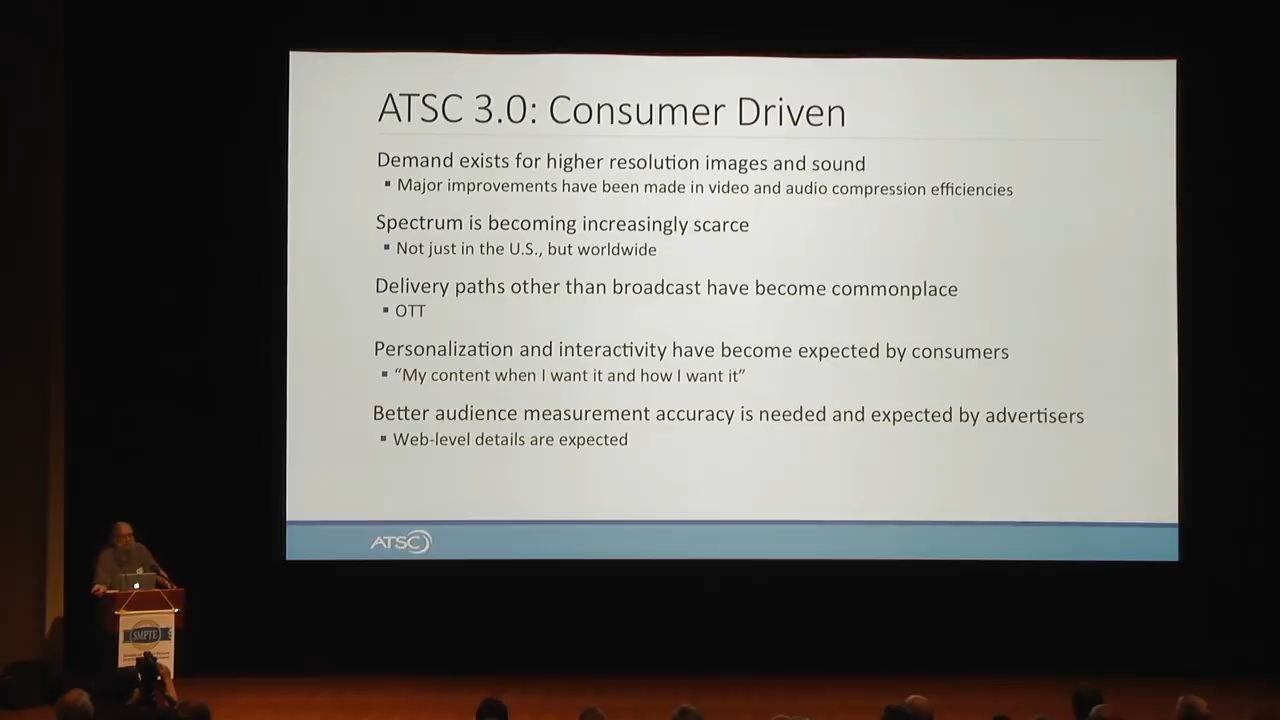 ATSC 3.0: Consumer Driven
Demand exists for higher resolution images and sound
▪ Major improvements have been made in video and audio compression efficiencies
Spectrum is becoming increasingly scarce
▪ Not just in the U.S., but worldwide
Delivery paths other than broadcast have become commonplace
▪ OTT
Personalization and interactivity have become expected by consumers
▪ “My content when I want it and how I want it”
Better audience measurement accuracy is needed and expected by advertisers
▪ Web-level details are expected
ATSC
SMPTE